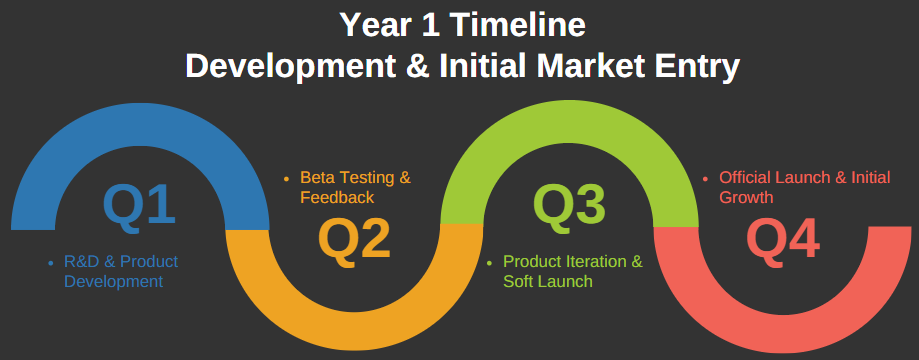 Year 1 Timeline
Development & Initial Market Entry
Q1
• R&D & Product
Development
• Beta Testing &
Feedback
Q2
Q3
• Product Iteration &
Soft Launch
• Official Launch & Initial
Growth
Q4